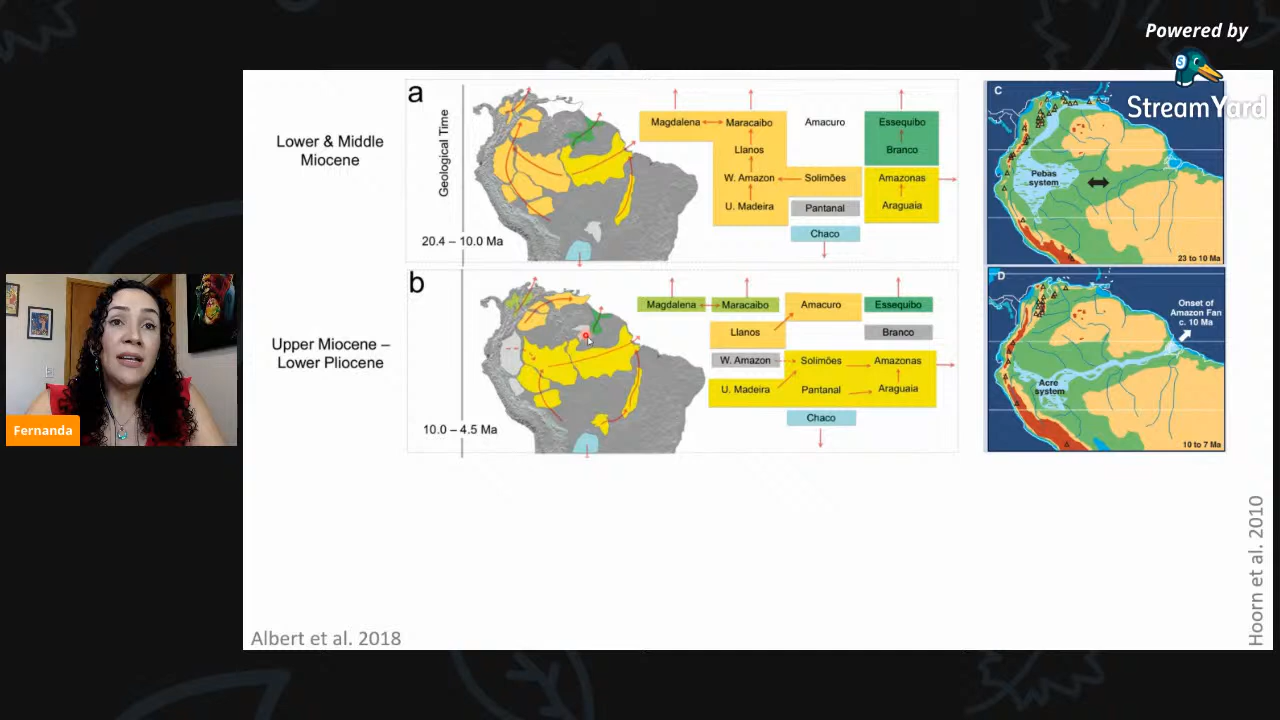 Powered by
StreamYard
Fernanda
Lower & Middle
Miocene
Geological Time
20.4 – 10.0 Ma
a
Magdalena
Maracaibo
Amacuro
Essequibo
Llanos
Branco
W. Amazon
Solimões
Amazonas
U. Madeira
Pantanal
Araguaia
Chaco
C
Pebas
system
23 to 10 Ma
Upper Miocene –
Lower Pliocene
10.0 – 4.5 Ma
b
Magdalena
Maracaibo
Amacuro
Essequibo
Llanos
Branco
W. Amazon
Solimões
Amazonas
U. Madeira
Pantanal
Araguaia
Chaco
D
Onset of
Amazon Fan
c. 10 Ma
Acre
system
10 to 7 Ma
Albert et al. 2018
Hoorn et al. 2010